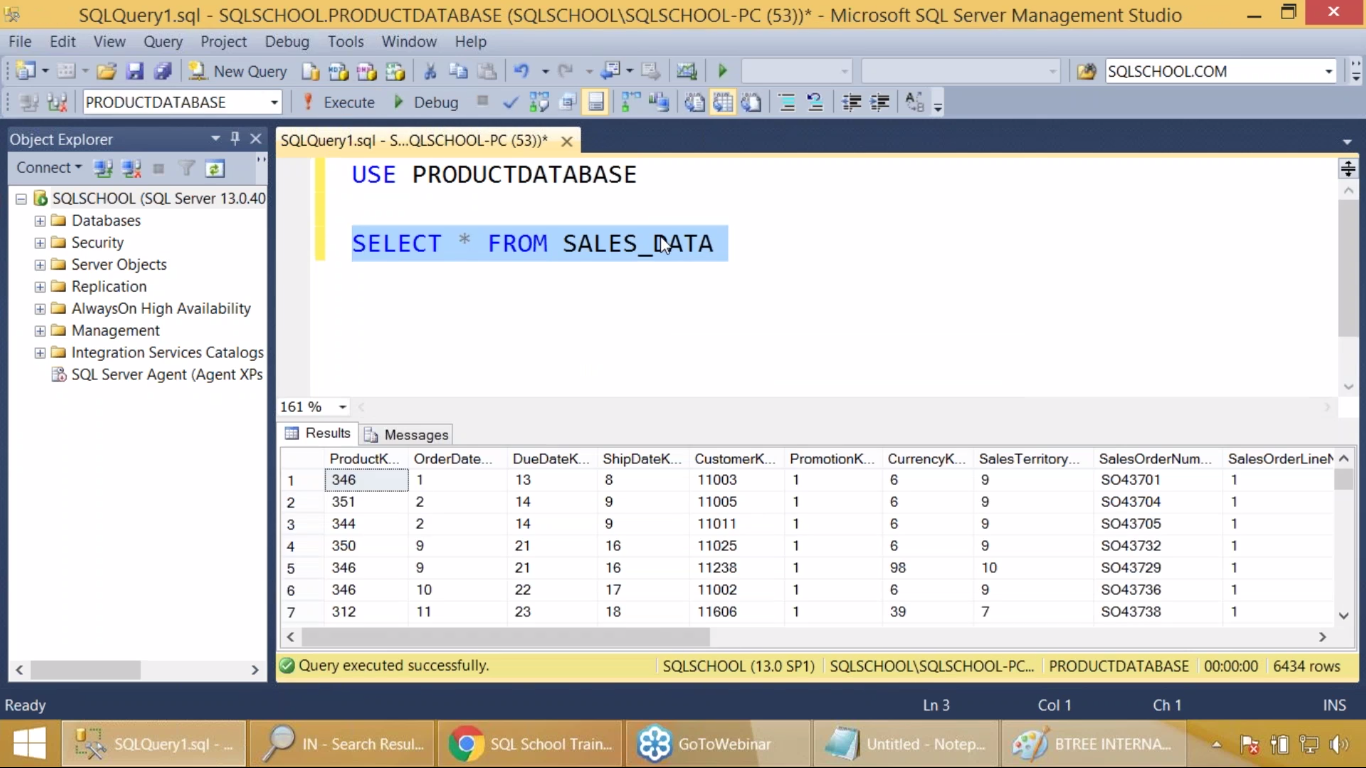 SQLQuery1.sql - SQLSCHOOL.PRODUCTDATABASE (SQLSCHOOL\SQLSCHOOL-PC (53))* - Microsoft SQL Server Management Studio
File Edit View Query Project Debug Tools Window Help
New Query SQLSCHOOL.COM
PRODUCTDATABASE Execute Debug
Object Explorer
SQLQuery1.sql - S...QLSCHOOL-PC (53))*
Connect
SQLSCHOOL (SQL Server 13.0.40
Databases
Security
Server Objects
Replication
AlwaysOn High Availability
Management
Integration Services Catalogs
SQL Server Agent (Agent XPs
USE PRODUCTDATABASE
SELECT * FROM SALES_DATA
161 %
Results Messages
ProductK... OrderDate... DueDateK... ShipDateK... CustomerK... PromotionK... CurrencyK... SalesTerritory... SalesOrderNum... SalesOrderLineN
1 346 1 13 8 11003 1 6 9 SO43701 1
2 351 2 14 9 11005 1 6 9 SO43704 1
3 344 2 14 9 11011 1 6 9 SO43705 1
4 350 9 21 16 11025 1 6 9 SO43732 1
5 346 9 21 16 11238 1 98 10 SO43729 1
6 346 10 22 17 11002 1 6 9 SO43736 1
7 312 11 23 18 11606 1 39 7 SO43738 1
Query executed successfully. SQLSCHOOL (13.0 SP1) SQLSCHOOL\SQLSCHOOL-PC... PRODUCTDATABASE 00:00:00 6434 rows
Ready Ln 3 Col 1 Ch 1 INS
SQLQuery1.sql - ... IN - Search Resul... SQL School Train... GoToWebinar Untitled - Notep... BTREE INTERNA...